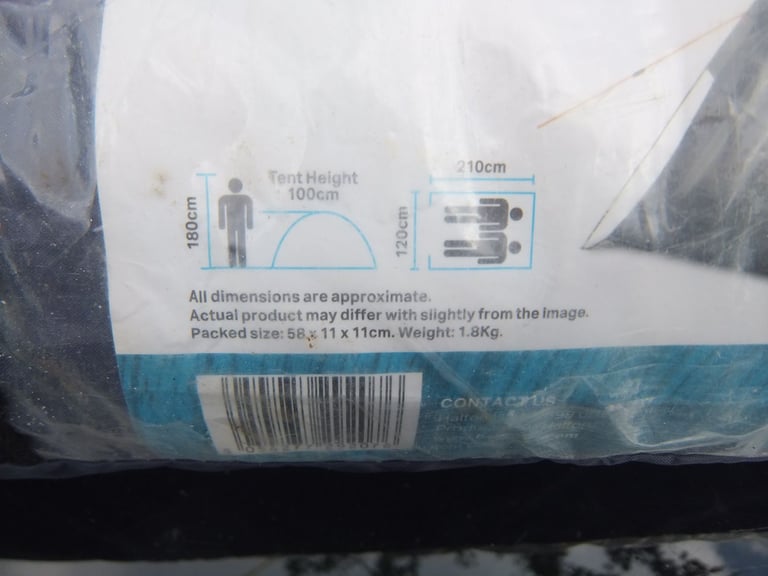 210cm
Tent Height
100cm
180cm
120cm
All dimensions are approximate.
Actual product may differ with slightly from the image.
Packed size: 58 x 11 x 11cm. Weight: 1.8Kg.
CONTACT US